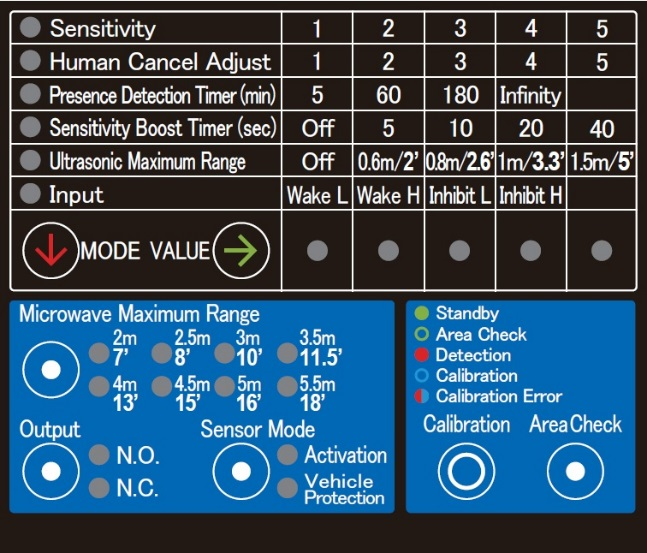 Sensitivity 1 2 3 4 5
Human Cancel Adjust 1 2 3 4 5
Presence Detection Timer (min) 5 60 180 Infinity
Sensitivity Boost Timer (sec) Off 5 10 20 40
Ultrasonic Maximum Range Off 0.6m/2' 0.8m/2.6' 1m/3.3' 1.5m/5'
Input Wake L Wake H Inhibit L Inhibit H
MODE VALUE
Microwave Maximum Range
2m 2.5m 3m 3.5m
7' 8' 10' 11.5'
4m 4.5m 5m 5.5m
13' 15' 16' 18'
Output
N.O.
N.C.
Sensor Mode
Activation
Vehicle
Protection
Standby
Area Check
Detection
Calibration
Calibration Error
Calibration Area Check